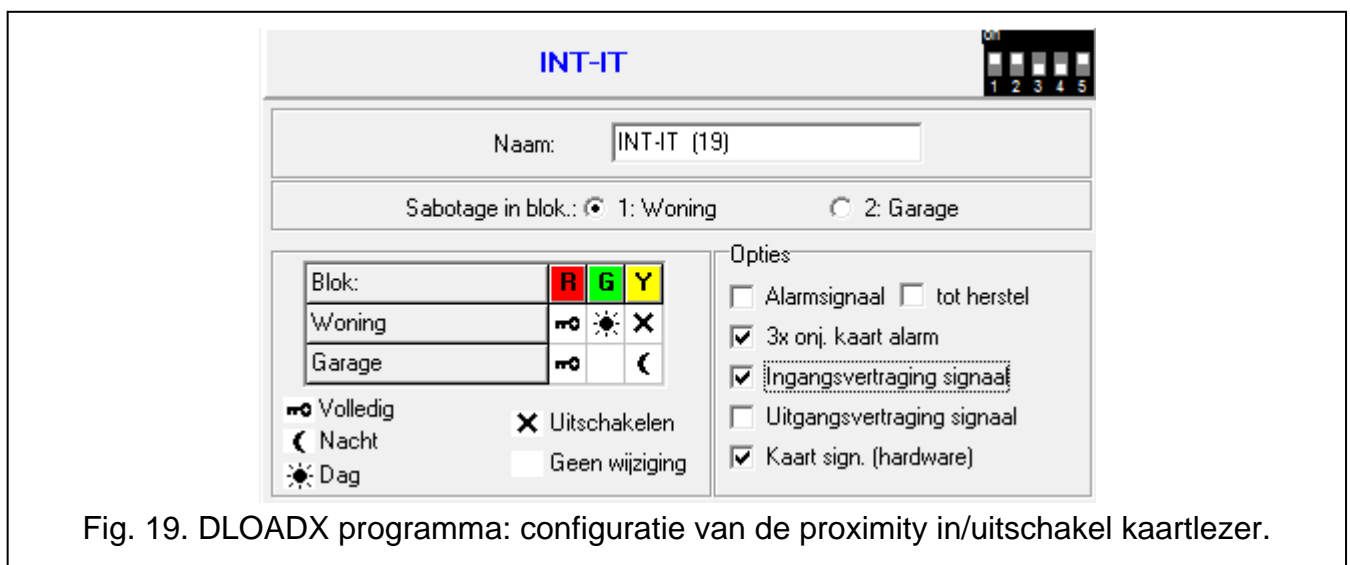 INT-IT
on
1 2 3 4 5
Naam: INT-IT (19)
Sabotage in blok.: 1: Woning 2: Garage
Blok: R G Y
Woning
Garage
Volledig
Nacht
Dag
Uitschakelen
Geen wijziging
Opties
Alarmsignaal tot herstel
3x onj. kaart alarm
Ingangsvertraging signaal
Uitgangsvertraging signaal
Kaart sign. (hardware)
Fig. 19. DLOADX programma: configuratie van de proximity in/uitschakel kaartlezer.